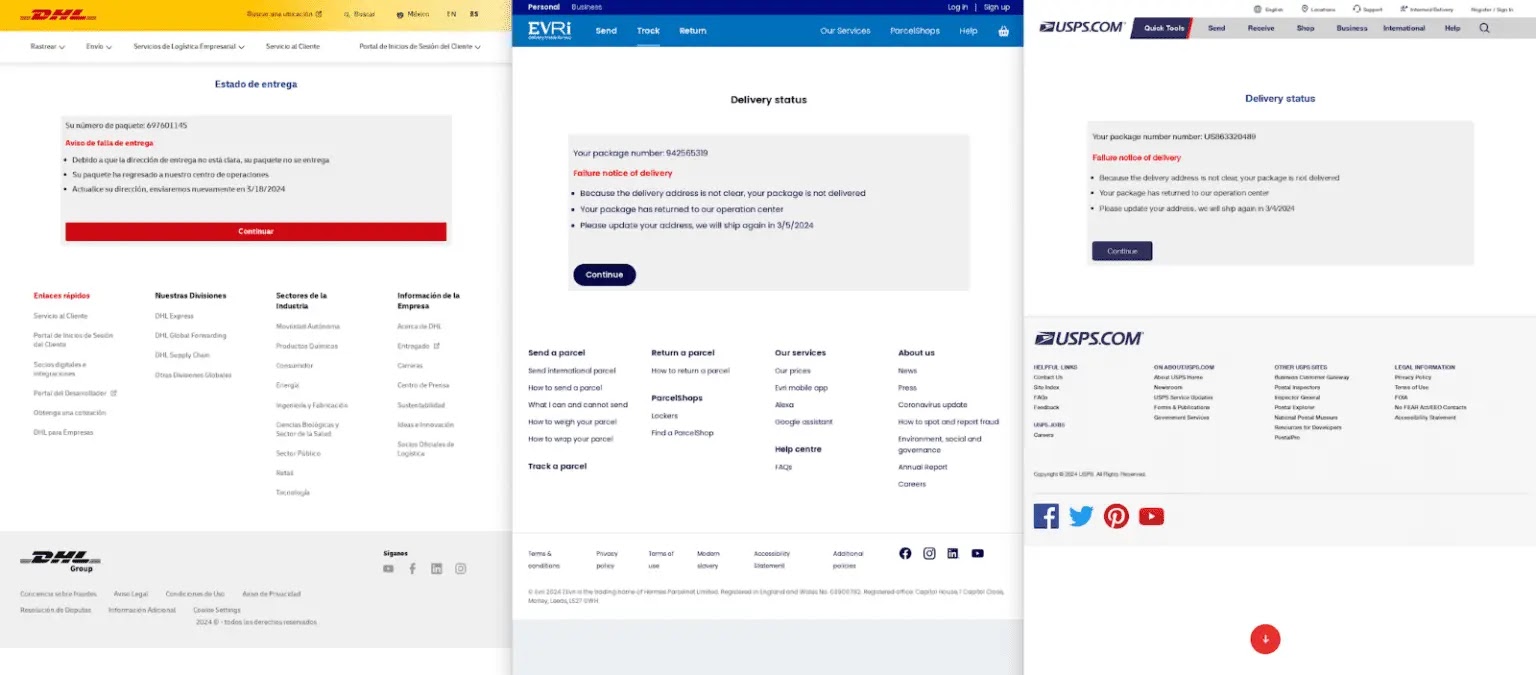 DHL
Buscar una ubicación
Buscar
México
EN
ES
Rastrear
Envío
Servicios de Logística Empresarial
Servicio al Cliente
Portal de Inicios de Sesión del Cliente
Estado de entrega
Su número de paquete: 697601145
Aviso de falla de entrega
Debido a que la dirección de entrega no está clara, su paquete no se entrega
Su paquete ha regresado a nuestro centro de operaciones
Actualice su dirección, enviaremos nuevamente en 3/18/2024
Continuar
Enlaces rápidos
Servicio al Cliente
Portal de Inicios de Sesión
del Cliente
Socios digitales e
integraciones
Portal del Desarrollador
Obtenga una cotización
DHL para Empresas
Nuestras Divisiones
DHL Express
DHL Global Forwarding
DHL Supply Chain
Otras Divisiones Globales
Sectores de la
Industria
Movilidad Autónoma
Productos Químicos
Consumidor
Energía
Ingeniería y Fabricación
Ciencias Biológicas y
Sector de la Salud
Sector Público
Retail
Tecnología
Información de la
Empresa
Acerca de DHL
Entregado
Carreras
Centro de Prensa
Sustentabilidad
Ideas e Innovación
Socios Oficiales de
Logística
DHL
Group
Síganos
Conciencia sobre fraudes
Aviso Legal
Condiciones de Uso
Aviso de Privacidad
Resolución de Disputas
Información Adicional
Cookie Settings
2024 © - todos los derechos reservados
Personal
Business
Log in | Sign up
EVRi
Send
Track
Return
Our Services
ParcelShops
Help
Delivery status
Your package number: 942565319
Failure notice of delivery
Because the delivery address is not clear, your package is not delivered
Your package has returned to our operation center
Please update your address, we will ship again in 3/5/2024
Continue
Send a parcel
Send international parcel
How to send a parcel
What I can and cannot send
How to weigh your parcel
How to wrap your parcel
Track a parcel
Return a parcel
How to return a parcel
ParcelShops
Lockers
Find a ParcelShop
Our services
Our prices
Evri mobile app
Alexa
Google assistant
Help centre
FAQs
About us
News
Press
Coronavirus update
How to spot and report fraud
Environment, social and
governance
Annual Report
Careers
Terms &
conditions
Privacy
policy
Terms of
use
Modern
slavery
Accessibility
Statement
Additional
policies
© Evri 2024 Evri is the trading name of Hermes Parcelnet Limited. Registered in England and Wales No. Registered office: Capitol House, 1 Capitol Close,
Morley, Leeds, LS27 0WH
English
Locations
Support
Informed Delivery
Register / Sign In
USPS.COM
Quick Tools
Send
Receive
Shop
Business
International
Help
Delivery status
Your package number number: US863320489
Failure notice of delivery
Because the delivery address is not clear, your package is not delivered
Your package has returned to our operation center
Please update your address, we will ship again in 3/4/2024
Continue
USPS.COM
HELPFUL LINKS
Contact Us
Site Index
FAQs
Feedback
USPS JOBS
Careers
ON ABOUT.USPS.COM
About USPS Home
Newsroom
USPS Service Updates
Forms & Publications
Government Services
OTHER USPS SITES
Business Customer Gateway
Postal Inspectors
Inspector General
Postal Explorer
National Postal Museum
Resources for Developers
PostalPro
LEGAL INFORMATION
Privacy Policy
Terms of Use
FOIA
No FEAR Act/EEO Contacts
Accessibility Statement
Copyright © 2024 USPS. All Rights Reserved.